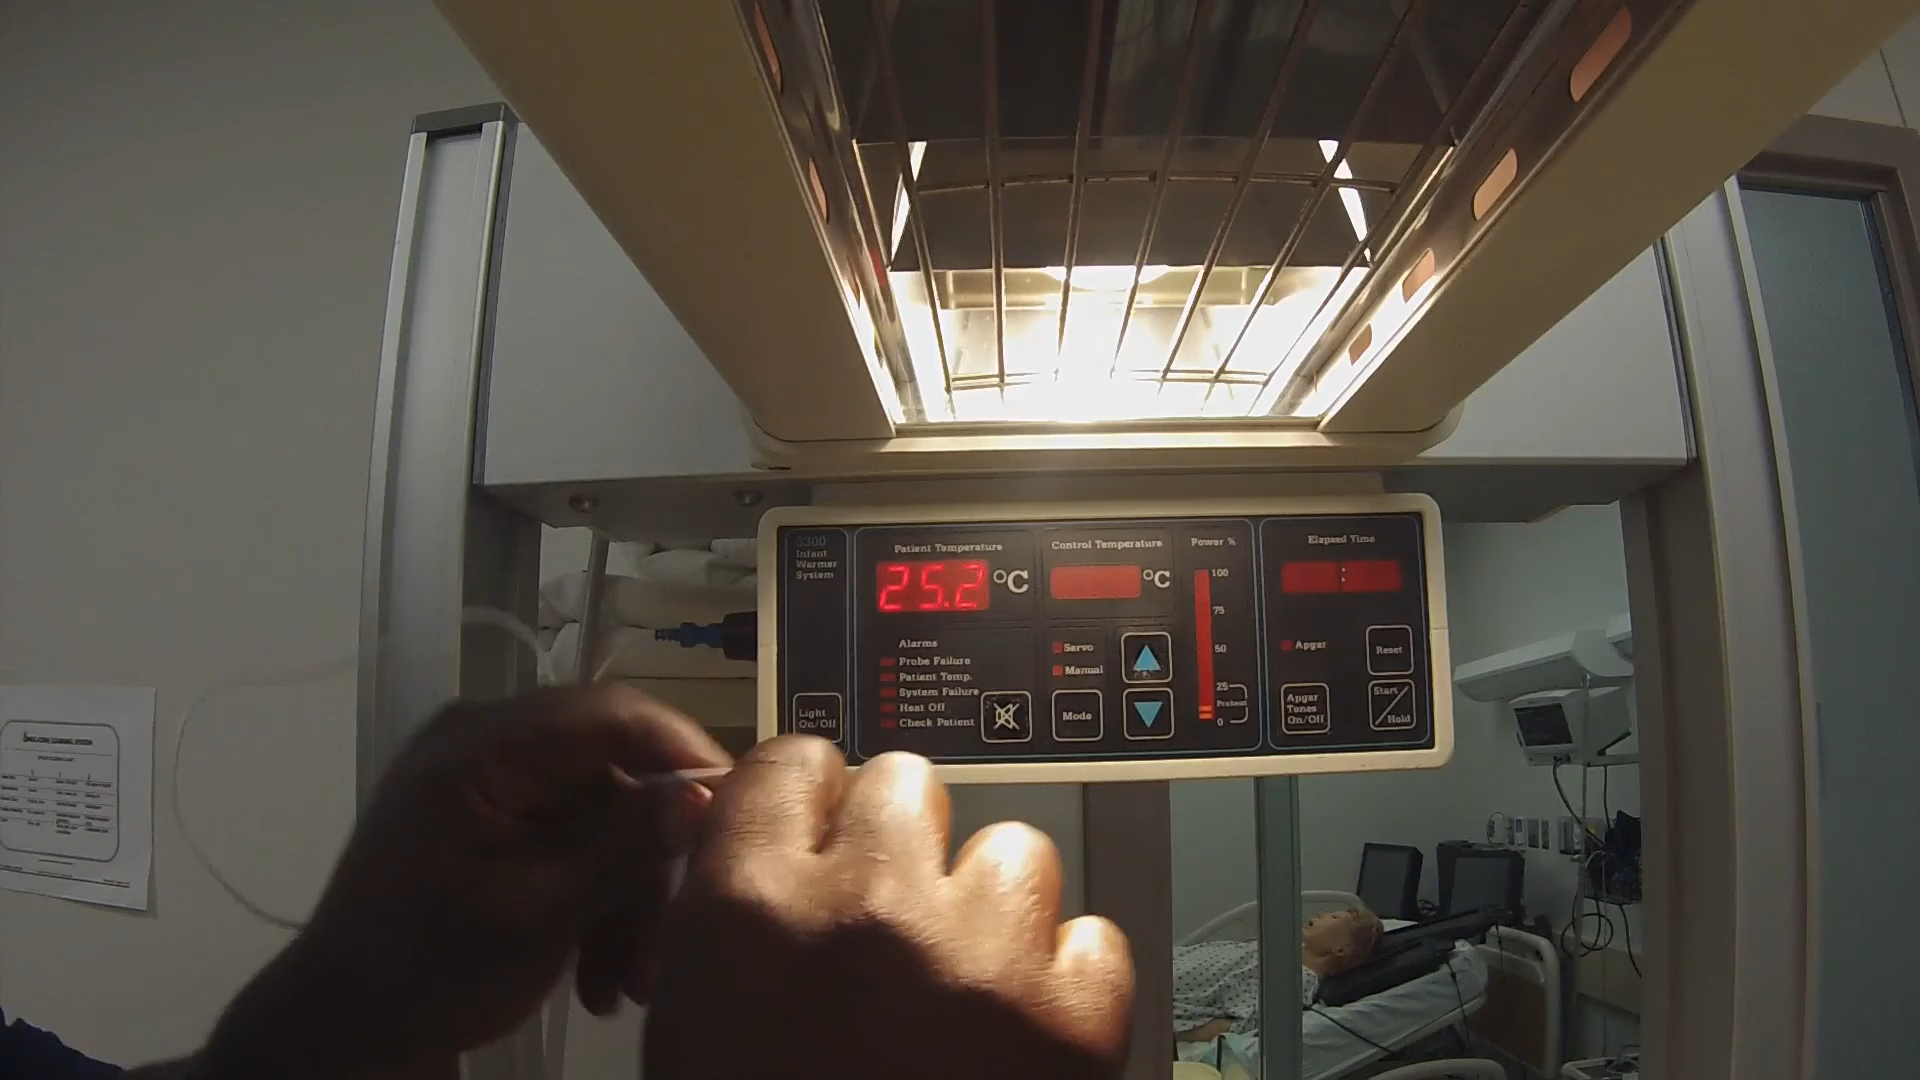 3300
Infant
Warmer
System
Light
On/Off
Patient Temperature
25.2 °C
Alarms
Probe Failure
Patient Temp.
System Failure
Heat Off
Check Patient
Control Temperature
°C
Servo
Manual
Mode
Power %
100
75
50
25
Preheat
0
Elapsed Time
:
Apgar
Reset
Apgar
Tones
On/Off
Start/
Hold